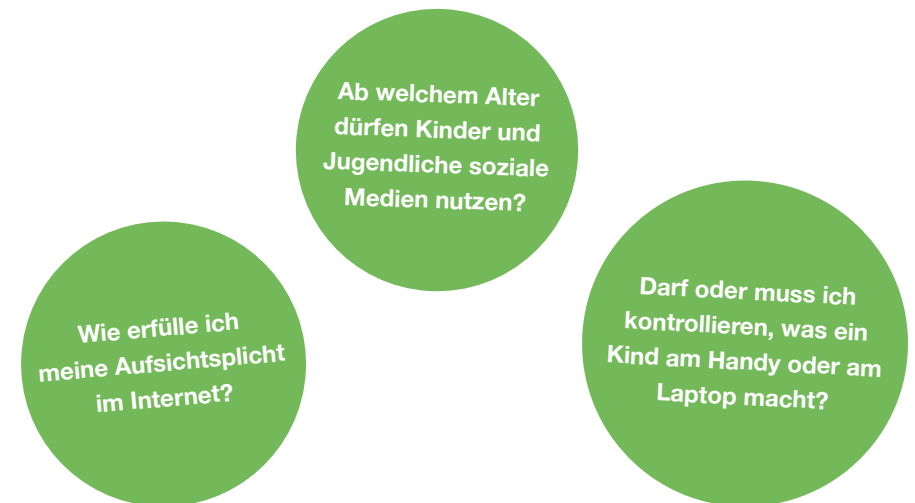 Ab welchem Alter
dürfen Kinder und
Jugendliche soziale
Medien nutzen?
Wie erfülle ich
meine Aufsichtsplicht
im Internet?
Darf oder muss ich
kontrollieren, was ein
Kind am Handy oder am
Laptop macht?